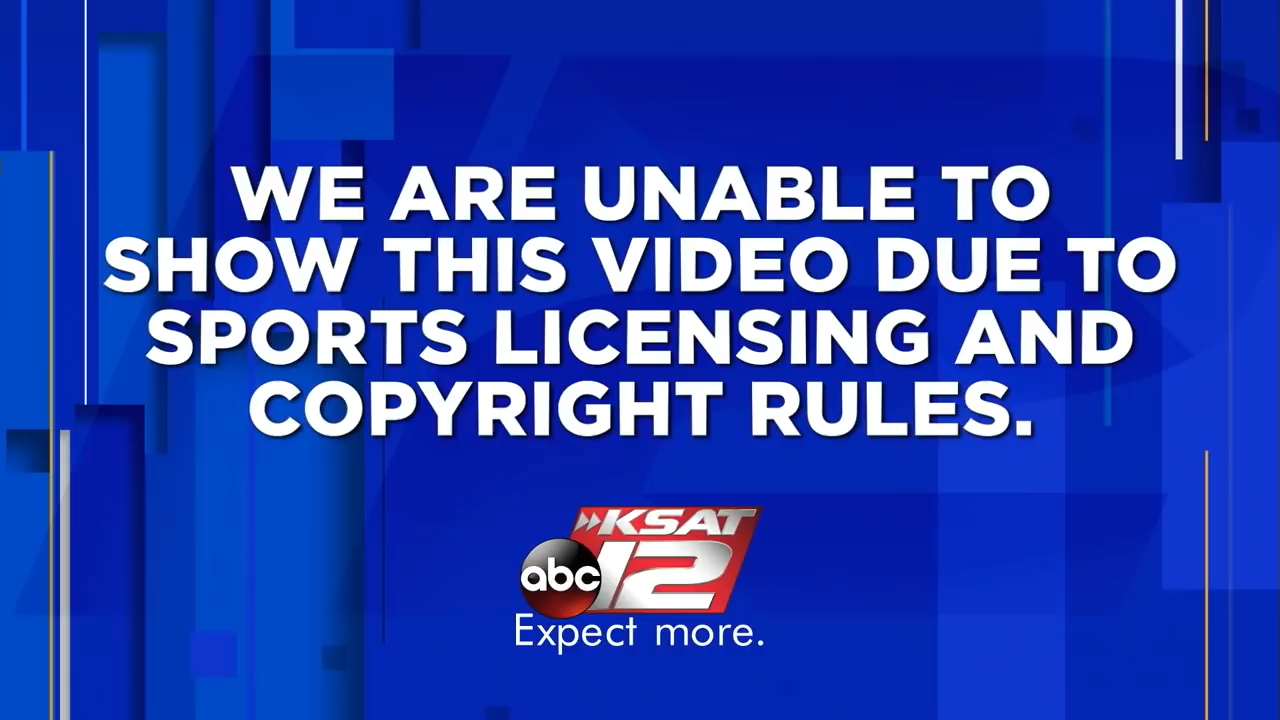 WE ARE UNABLE TO
SHOW THIS VIDEO DUE TO
SPORTS LICENSING AND
COPYRIGHT RULES.
KSAT
abc 12
Expect more.